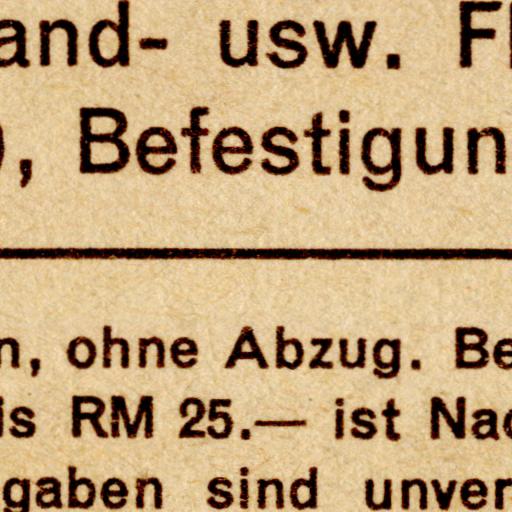 and- usw. Fl
), Befestigun
n, ohne Abzug. Be
is RM 25.— ist Nac
gaben sind unver